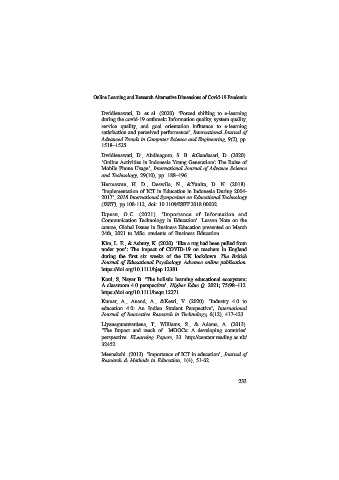 Online Learning and Research Alternative Dimensions of Covid-19 Pandemic
Dwidienawati, D. et al. (2020). "Forced shifting to e-learning
during the covid-19 outbreak: Information quality, system quality,
service quality, and goal orientation influence to e-learning
satisfaction and perceived performance", International Journal of
Advanced Trends in Computer Science and Engineering, 9(2), pp.
1518–1525.
Dwidienawati, D., Abdinagoro, S. B. &Gandasari, D. (2020).
'Online Activities in Indonesia Young Generation: The Raise of
Mobile Phone Usage', International Journal of Advance Science
and Technology, 29(10), pp. 188–196.
Hermawan, H. D., Deswila, N., &Yunita, D. N. (2018).
"Implementation of ICT in Education in Indonesia During 2004-
2017", 2018 International Symposium on Educational Technology
(ISET), pp.108-112, doi: 10.1109/ISET.2018.00032.
O.C. (2021). "Importance of Information and
Communication Technology in Education" Lesson Note on the
course, Global Issues in Business Education presented on March
24th, 2021 to MSc. students of Business Education
Kim, L. E., & Asbury, K. (2020). 'Like a rug had been pulled from
under you': The impact of COVID-19 on teachers in England
during the first six weeks of the UK lockdown. The British
Journal of Educational Psychology. Advance online publication.
https://doi.org/10.1111/bjep.12381
Kaul, S, Nayar B. "The holistic learning educational ecosystem:
A classroom 4.0 perspective". Higher Educ Q. 2021; 75:98–112.
https://doi.org/10.1111/hequ.12271
Kumar, A., Anand, A., &Kesri, V. (2020). "Industry 4.0 to
education 4.0: An Indian Student Perspective", International
Journal of Innovative Research in Technology, 6(12), 417-423
Liyanagunawardena, T., Williams, S., & Adams, A. (2013).
"The Impact and reach of MOOCs: A developing countries'
perspective. ELearning Papers, 33. http://centaur.reading.ac.uk/
32452
Meenakshi. (2013). "Importance of ICT in education", Journal of
Research & Methods in Education, 1(4), 51-62.
233